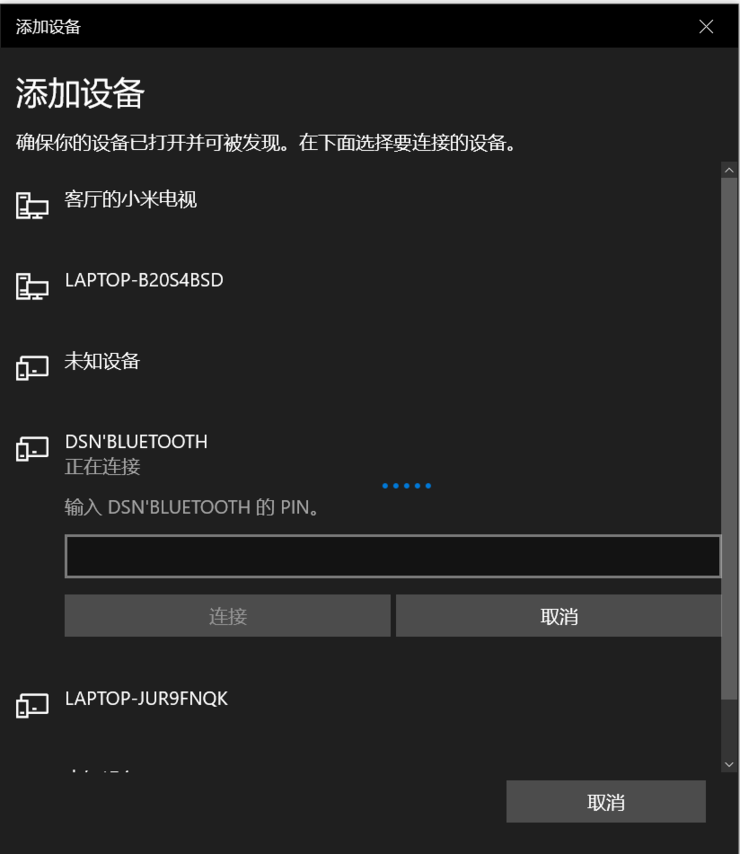 添加设备
添加设备
确保你的设备已打开并可被发现。在下面选择要连接的设备。
客厅的小米电视
LAPTOP-B20S4BSD
未知设备
DSN'BLUETOOTH
正在连接
输入 DSN'BLUETOOTH 的 PIN。
连接
取消
LAPTOP-JUR9FNQK
取消